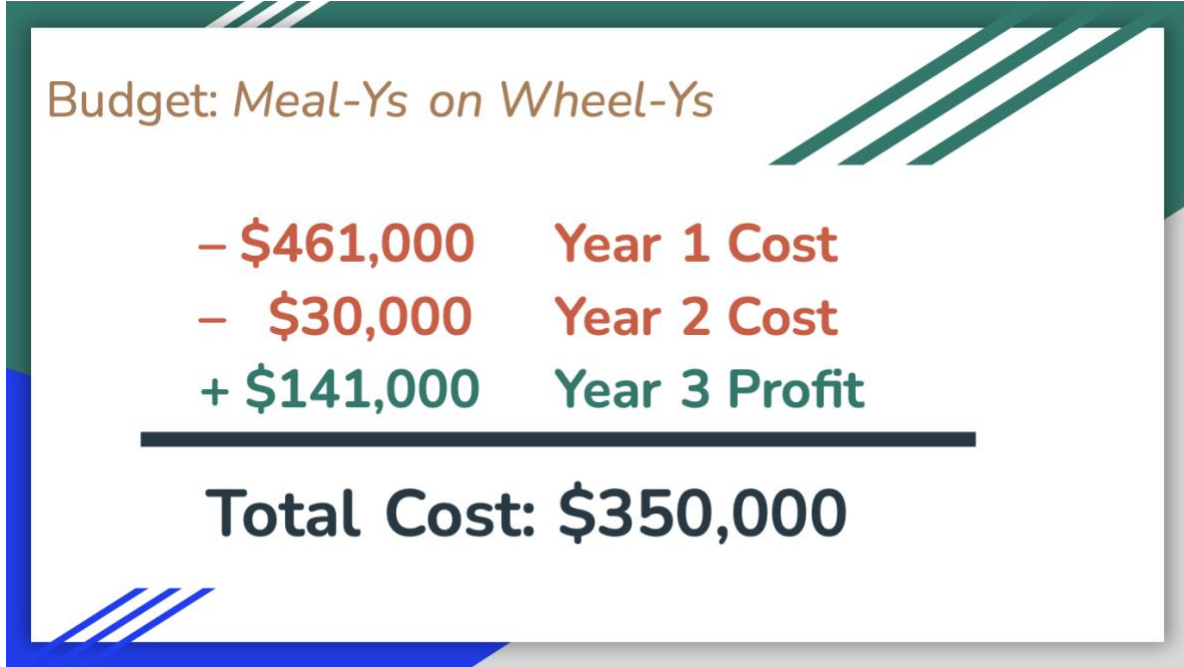 Budget: Meal-Ys on Wheel-Ys
– $461,000 Year 1 Cost
– $30,000 Year 2 Cost
+ $141,000 Year 3 Profit
Total Cost: $350,000